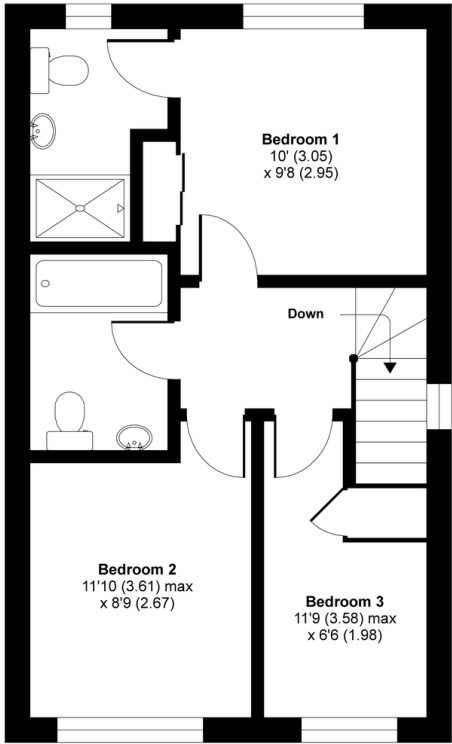 Bedroom 1
10' (3.05)
x 9'8 (2.95)
Down
Bedroom 2
11'10 (3.61) max
x 8'9 (2.67)
Bedroom 3
11'9 (3.58) max
x 6'6 (1.98)